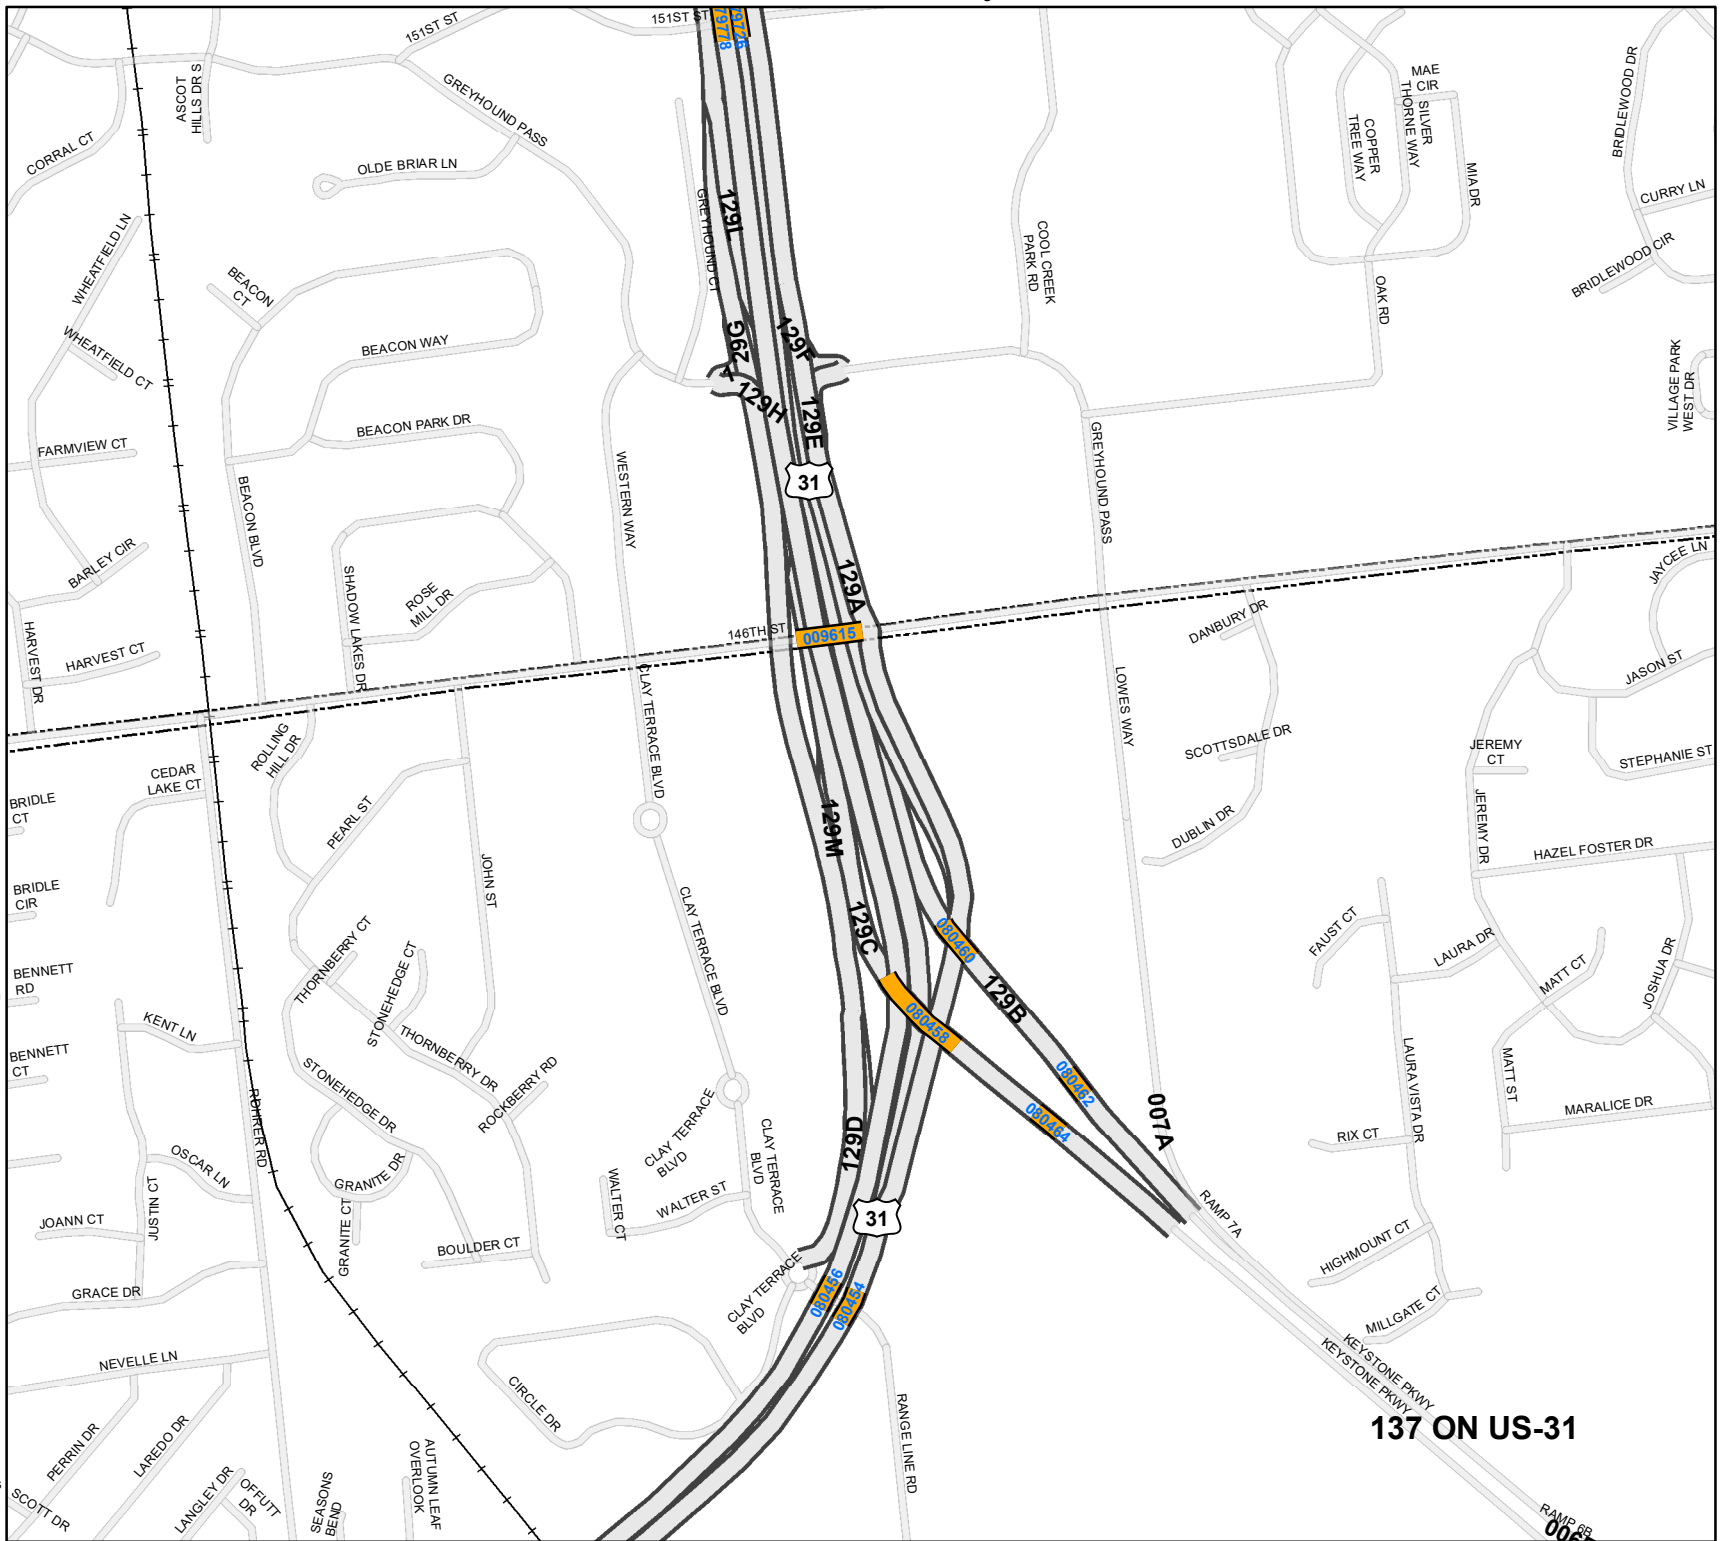 151ST ST
151ST ST
79778
79726
ASCOT
HILLS DR S
GREYHOUND PASS
CORRAL CT
OLDE BRIAR LN
MAE
CIR
SILVER
THORNE WAY
COPPER
TREE WAY
MIA DR
BRIDLEWOOD DR
CURRY LN
BRIDLEWOOD CIR
WHEATFIELD LN
BEACON
CT
129L
GREYHOUND CT
COOL CREEK
PARK RD
OAK RD
WHEATFIELD CT
BEACON WAY
29G
129F
129H
129E
VILLAGE PARK
WEST DR
FARMVIEW CT
BEACON PARK DR
WESTERN WAY
31
GREYHOUND PASS
BEACON BLVD
BARLEY CIR
SHADOW LAKES DR
ROSE
MILL DR
129A
JAYCEE LN
HARVEST DR
HARVEST CT
146TH ST
009615
DANBURY DR
JASON ST
CLAY TERRACE BLVD
LOWES WAY
ROLLING
HILL DR
SCOTTSDALE DR
JEREMY
CT
STEPHANIE ST
CEDAR
LAKE CT
BRIDLE
CT
PEARL ST
129M
DUBLIN DR
JEREMY DR
HAZEL FOSTER DR
BRIDLE
CIR
JOHN ST
CLAY TERRACE BLVD
129C
080460
FAUST CT
LAURA DR
MATT CT
JOSHUA DR
THORNBERRY CT
STONEHEDGE CT
BENNETT
RD
129B
080458
KENT LN
THORNBERRY DR
BENNETT
CT
STONEHEDGE DR
ROCKBERRY RD
ROHRER RD
080462
080464
007A
LAURA VISTA DR
MATT ST
MARALICE DR
RIX CT
CLAY TERRACE
BLVD
CLAY TERRACE
BLVD
129D
OSCAR LN
JUSTIN CT
GRANITE DR
GRANITE CT
WALTER CT
WALTER ST
JOANN CT
BOULDER CT
31
RAMP 7A
HIGHMOUNT CT
CLAY TERRACE
BLVD
080456
080454
GRACE DR
MILLGATE CT
NEVELLE LN
KEYSTONE PKWY
KEYSTONE PKWY
CIRCLE DR
RANGE LINE RD
137 ON US-31
PERRIN DR
LAREDO DR
AUTUMN LEAF
OVERLOOK
SCOTT DR
LANGLEY DR
OFFUTT
DR
SEASONS
BEND
RAMP 6B